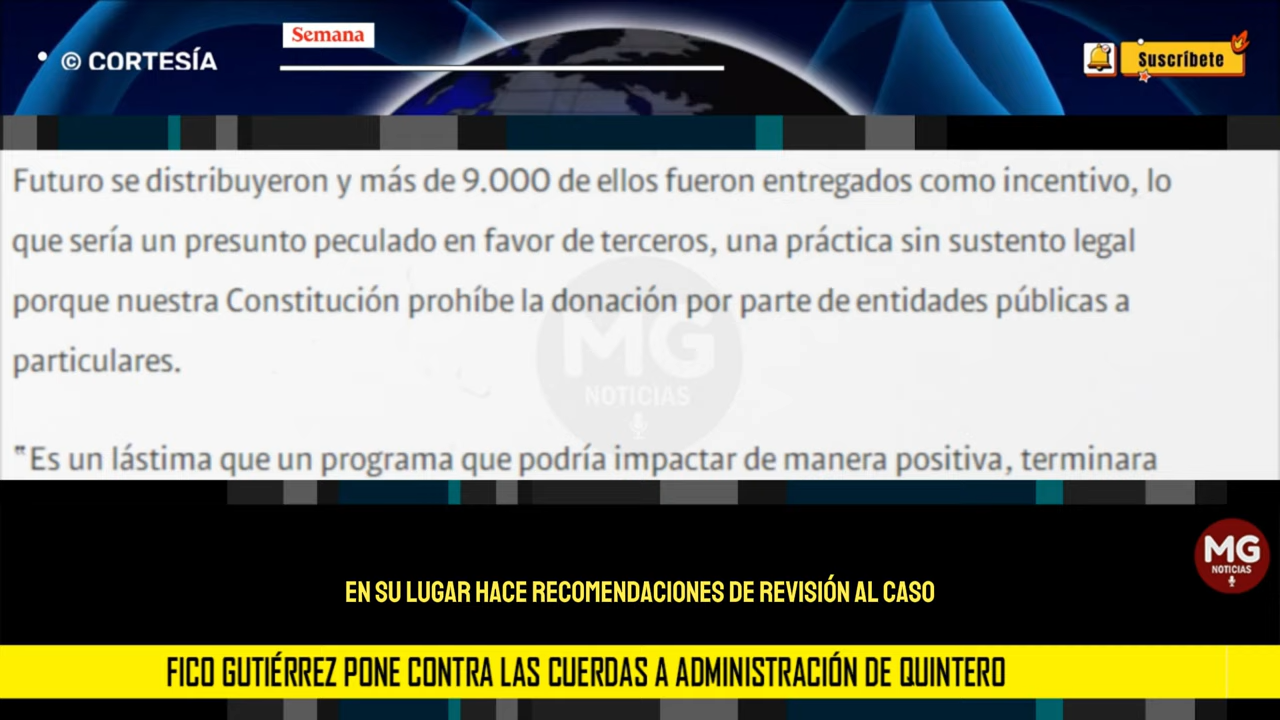 © CORTESÍA
Semana
Suscríbete
Futuro se distribuyeron y más de 9.000 de ellos fueron entregados como incentivo, lo
que sería un presunto peculado en favor de terceros, una práctica sin sustento legal
porque nuestra Constitución prohíbe la donación por parte de entidades públicas a
particulares.
MG
NOTICIAS
"Es un lástima que un programa que podría impactar de manera positiva, terminara
MG
NOTICIAS
EN SU LUGAR HACE RECOMENDACIONES DE REVISIÓN AL CASO
FICO GUTIÉRREZ PONE CONTRA LAS CUERDAS A ADMINISTRACIÓN DE QUINTERO